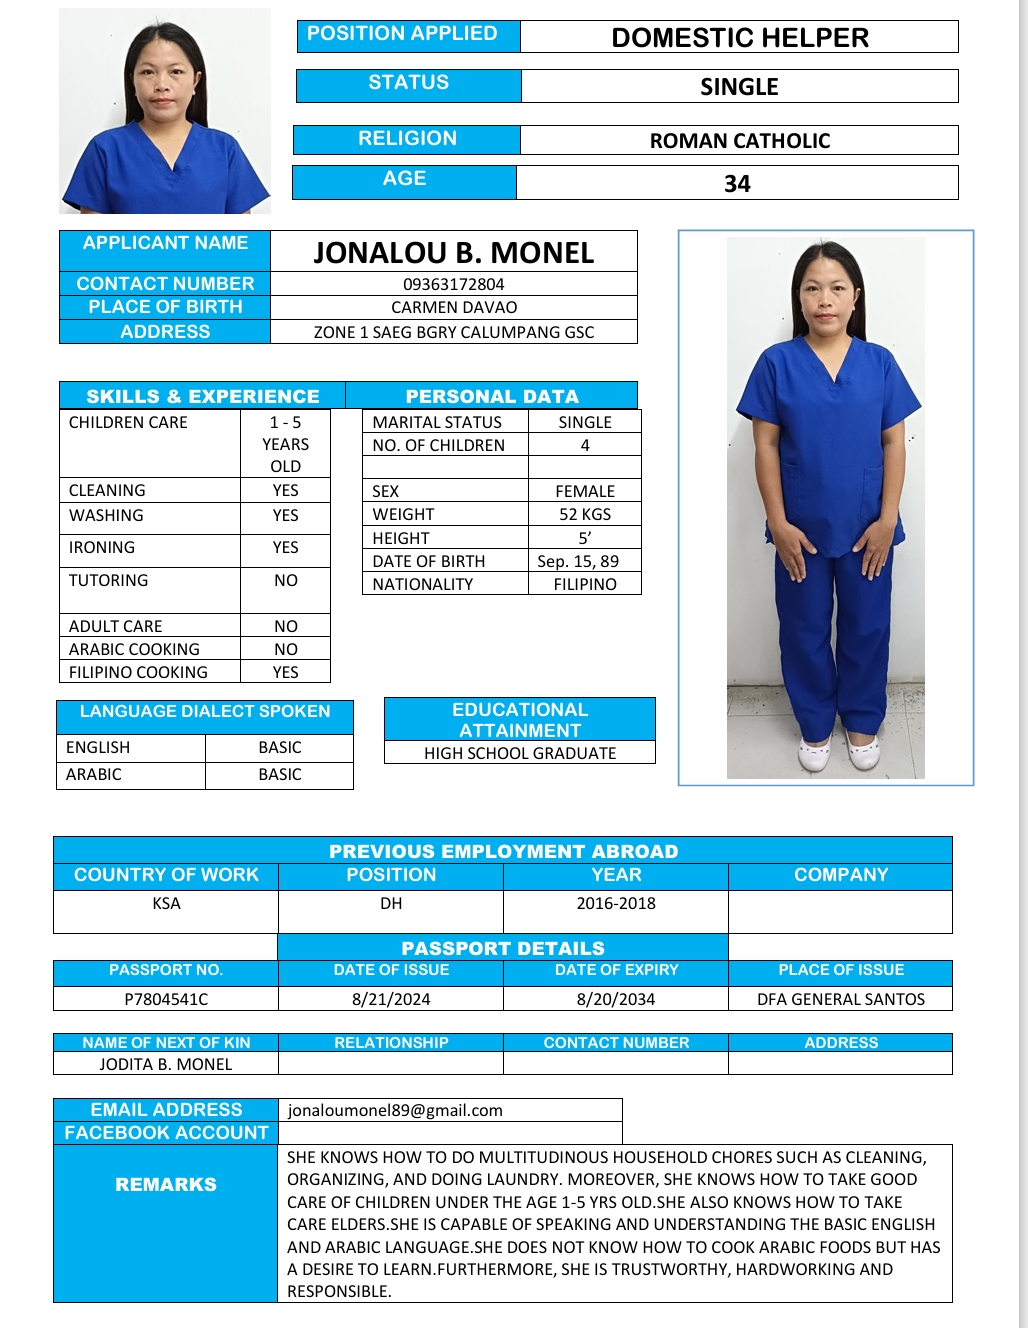 POSITION APPLIED DOMESTIC HELPER
STATUS SINGLE
RELIGION ROMAN CATHOLIC
AGE 34
APPLICANT NAME JONALOU B. MONEL
CONTACT NUMBER 09363172804
PLACE OF BIRTH CARMEN DAVAO
ADDRESS ZONE 1 SAEG BGRY CALUMPANG GSC
SKILLS & EXPERIENCE
CHILDREN CARE 1 - 5
YEARS
OLD
CLEANING YES
WASHING YES
IRONING YES
TUTORING NO
ADULT CARE NO
ARABIC COOKING NO
FILIPINO COOKING YES
PERSONAL DATA
MARITAL STATUS SINGLE
NO. OF CHILDREN 4
SEX FEMALE
WEIGHT 52 KGS
HEIGHT 5’
DATE OF BIRTH Sep. 15, 89
NATIONALITY FILIPINO
LANGUAGE DIALECT SPOKEN
ENGLISH BASIC
ARABIC BASIC
EDUCATIONAL
ATTAINMENT
HIGH SCHOOL GRADUATE
PREVIOUS EMPLOYMENT ABROAD
COUNTRY OF WORK POSITION YEAR COMPANY
KSA DH 2016-2018
PASSPORT DETAILS
PASSPORT NO. DATE OF ISSUE DATE OF EXPIRY PLACE OF ISSUE
P7804541C 8/21/2024 8/20/2034 DFA GENERAL SANTOS
NAME OF NEXT OF KIN RELATIONSHIP CONTACT NUMBER ADDRESS
JODITA B. MONEL
EMAIL ADDRESS jonaloumonel89@gmail.com
FACEBOOK ACCOUNT
REMARKS
SHE KNOWS HOW TO DO MULTITUDINOUS HOUSEHOLD CHORES SUCH AS CLEANING,
ORGANIZING, AND DOING LAUNDRY. MOREOVER, SHE KNOWS HOW TO TAKE GOOD
CARE OF CHILDREN UNDER THE AGE 1-5 YRS OLD.SHE ALSO KNOWS HOW TO TAKE
CARE ELDERS.SHE IS CAPABLE OF SPEAKING AND UNDERSTANDING THE BASIC ENGLISH
AND ARABIC LANGUAGE.SHE DOES NOT KNOW HOW TO COOK ARABIC FOODS BUT HAS
A DESIRE TO LEARN.FURTHERMORE, SHE IS TRUSTWORTHY, HARDWORKING AND
RESPONSIBLE.